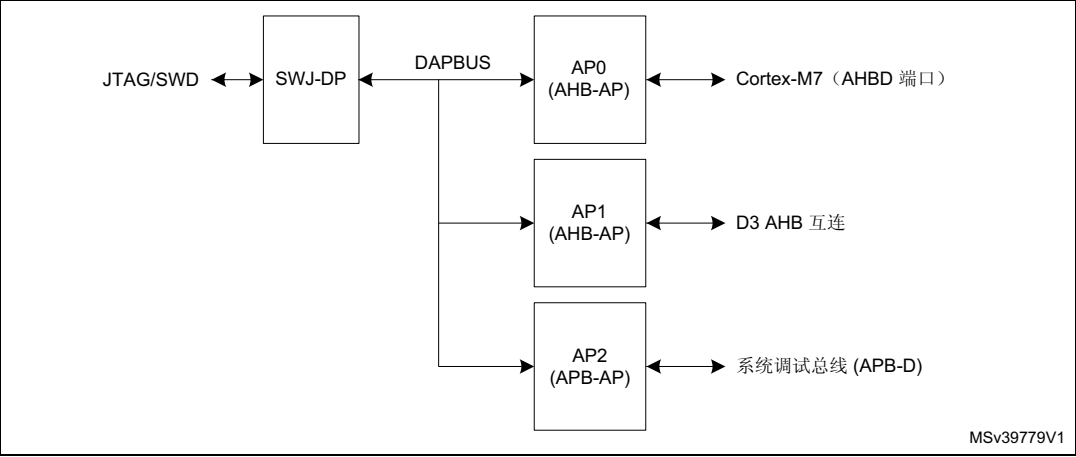 JTAG/SWD
SWJ-DP
DAPBUS
AP0
(AHB-AP)
Cortex-M7（AHBD 端口）
AP1
(AHB-AP)
D3 AHB 互连
AP2
(APB-AP)
系统调试总线 (APB-D)
MSv39779V1